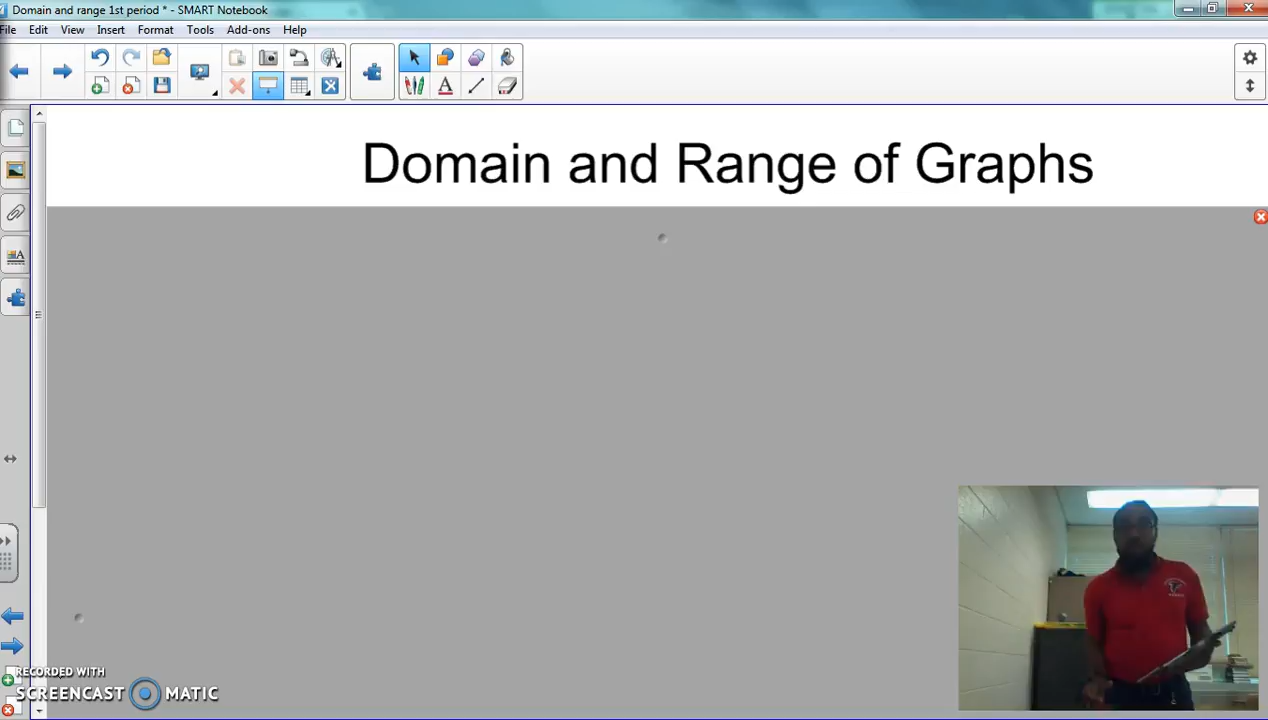 Domain and range 1st period * - SMART Notebook
File Edit View Insert Format Tools Add-ons Help
Domain and Range of Graphs
RECORDED WITH
SCREENCAST MATIC